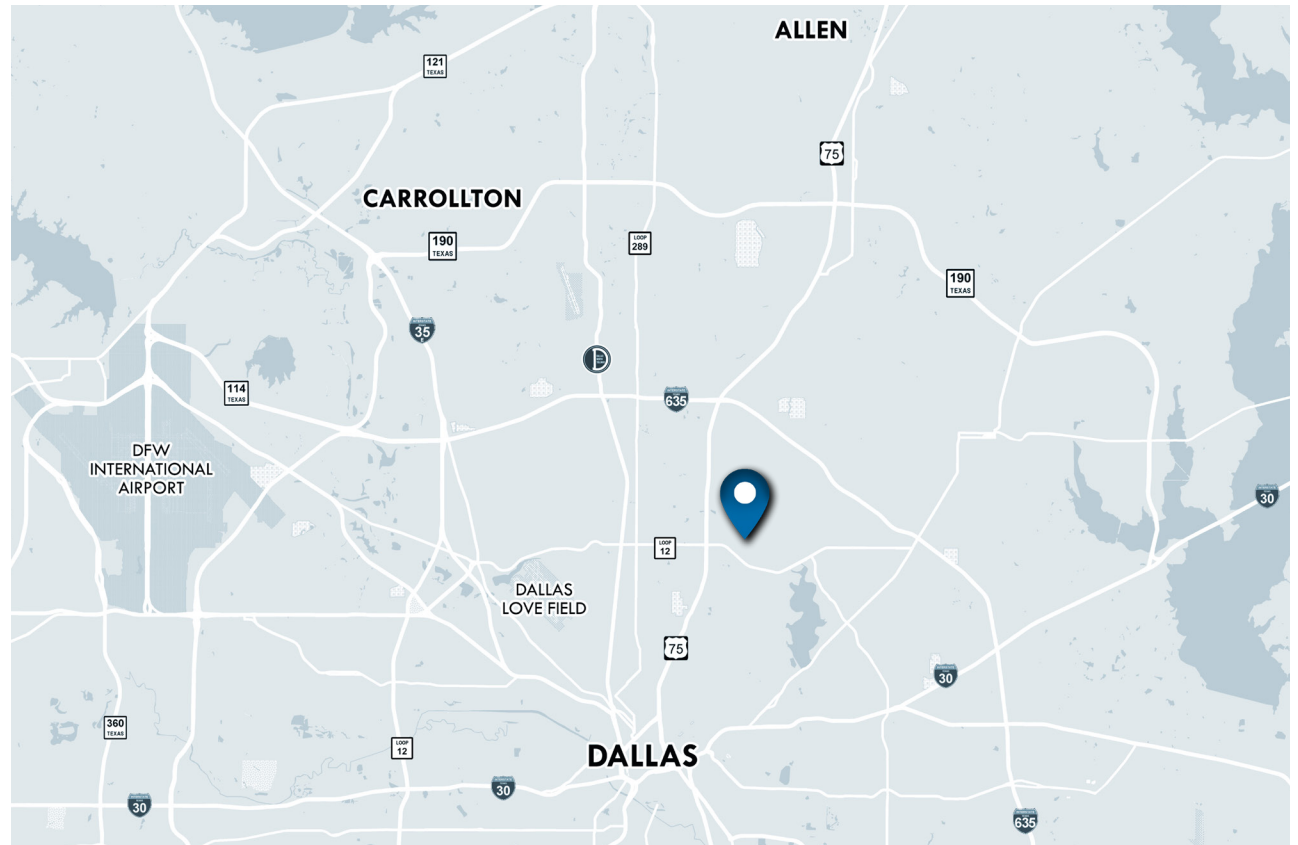 ALLEN
121
TEXAS
75
CARROLLTON
190
TEXAS
LOOP
289
190
TEXAS
35
E
D
114
TEXAS
635
DFW
INTERNATIONAL
AIRPORT
30
LOOP
12
DALLAS
LOVE FIELD
75
30
360
TEXAS
LOOP
12
DALLAS
30
30
635